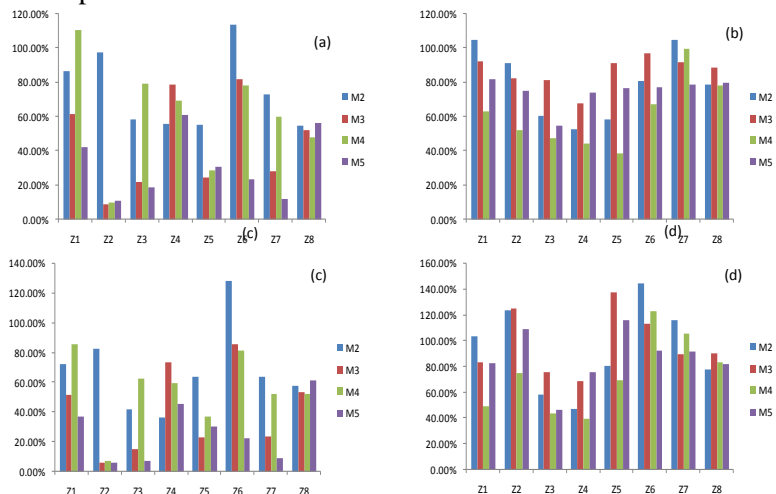 120.00%
100.00%
80.00%
60.00%
40.00%
20.00%
0.00%
(a)
M2
M3
M4
M5
Z1 Z2 Z3 Z4 Z5 Z6 Z7 Z8
(c)
120.00%
100.00%
80.00%
60.00%
40.00%
20.00%
0.00%
(b)
M2
M3
M4
M5
Z1 Z2 Z3 Z4 Z5 Z6 Z7 Z8
(d)
140.00%
120.00%
100.00%
80.00%
60.00%
40.00%
20.00%
0.00%
(c)
M2
M3
M4
M5
Z1 Z2 Z3 Z4 Z5 Z6 Z7 Z8
160.00%
140.00%
120.00%
100.00%
80.00%
60.00%
40.00%
20.00%
0.00%
(d)
M2
M3
M4
M5
Z1 Z2 Z3 Z4 Z5 Z6 Z7 Z8